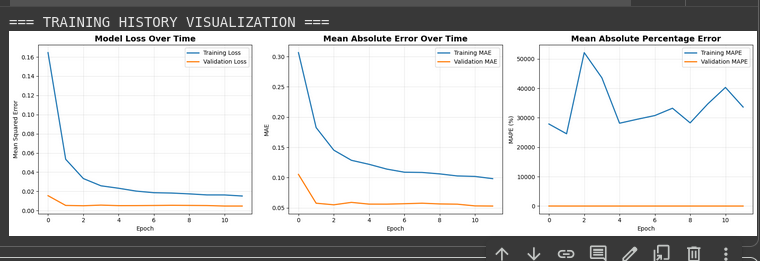 === TRAINING HISTORY VISUALIZATION ===
Model Loss Over Time
Training Loss
Validation Loss
Mean Squared Error
0.16
0.14
0.12
0.10
0.08
0.06
0.04
0.02
0.00
0 2 4 6 8 10
Epoch
Mean Absolute Error Over Time
Training MAE
Validation MAE
MAE
0.30
0.25
0.20
0.15
0.10
0.05
0 2 4 6 8 10
Epoch
Mean Absolute Percentage Error
Training MAPE
Validation MAPE
MAPE (%)
50000
40000
30000
20000
10000
0
0 2 4 6 8 10
Epoch